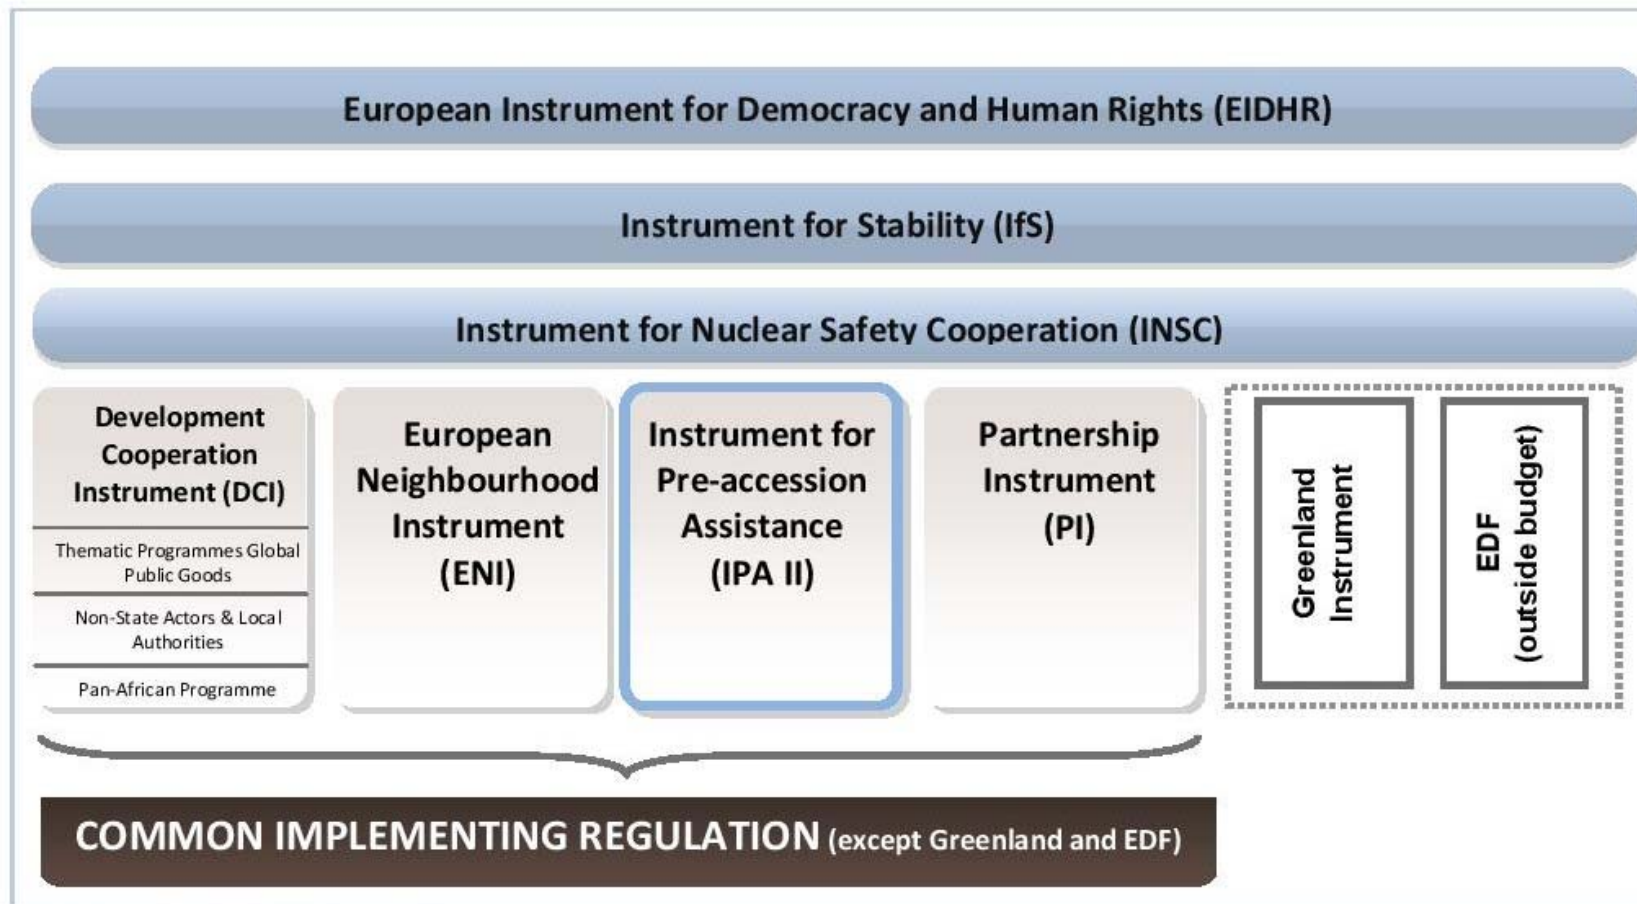 European Instrument for Democracy and Human Rights (EIDHR)
Instrument for Stability (IfS)
Instrument for Nuclear Safety Cooperation (INSC)
Development
Cooperation
Instrument (DCI)
Thematic Programmes Global
Public Goods
Non-State Actors & Local
Authorities
Pan-African Programme
European
Neighbourhood
Instrument
(ENI)
Instrument for
Pre-accession
Assistance
(IPA II)
Partnership
Instrument
(PI)
Greenland
Instrument
EDF
(outside budget)
COMMON IMPLEMENTING REGULATION (except Greenland and EDF)